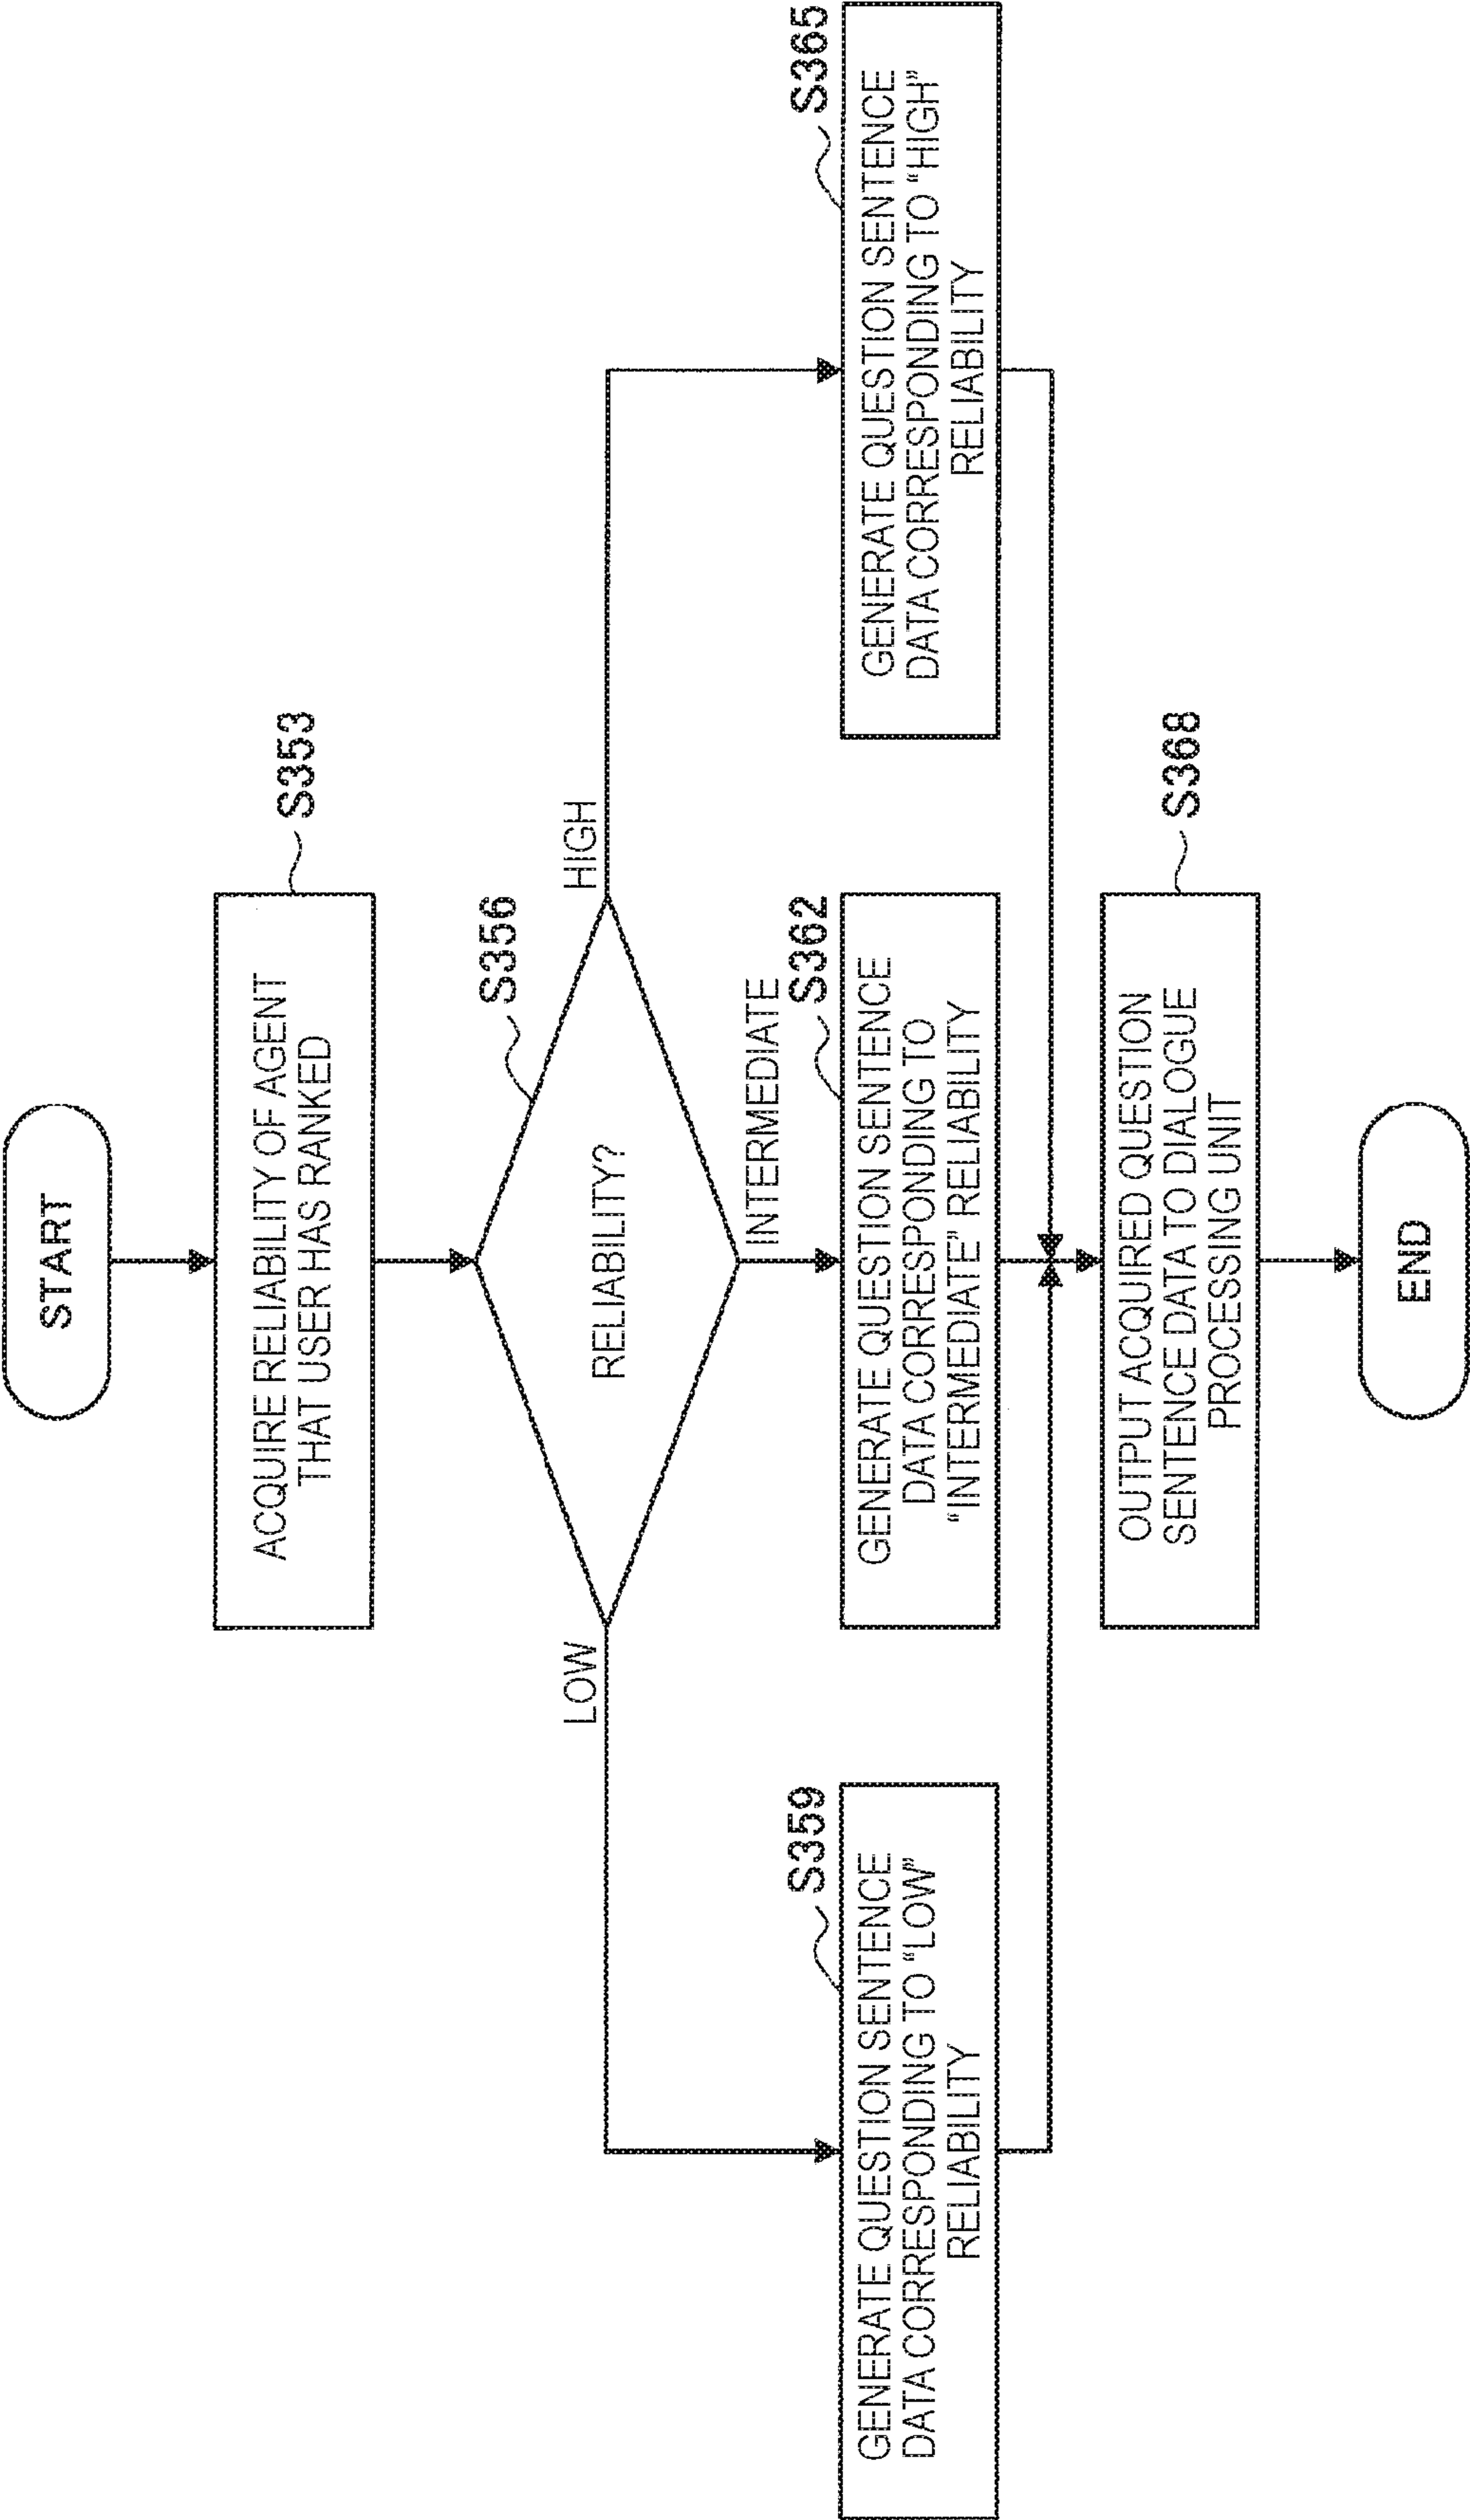 START
S353
ACQUIRE RELIABILITY OF AGENT
THAT USER HAS RANKED
S356
RELIABILITY?
LOW
HIGH
INTERMEDIATE
S359
GENERATE QUESTION SENTENCE
DATA CORRESPONDING TO “LOW”
RELIABILITY
S362
GENERATE QUESTION SENTENCE
DATA CORRESPONDING TO
“INTERMEDIATE” RELIABILITY
S365
GENERATE QUESTION SENTENCE
DATA CORRESPONDING TO “HIGH”
RELIABILITY
S368
OUTPUT ACQUIRED QUESTION
SENTENCE DATA TO DIALOGUE
PROCESSING UNIT
END